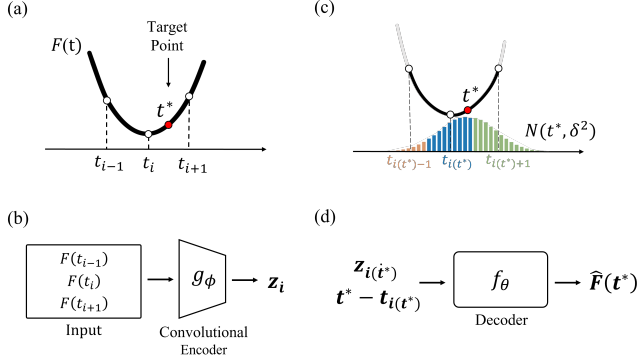 (a)
Target
Point
F(t)
t*
t_{i-1}
t_i
t_{i+1}
(b)
F(t_{i-1})
F(t_i)
F(t_{i+1})
Input
g_ϕ
Convolutional
Encoder
z_i
(c)
t*
N(t*, δ²)
t_{i(t*)-1}
t_{i(t*)}
t_{i(t*)+1}
(d)
z_{i(t*)}
t* − t_{i(t*)}
f_θ
Decoder
F̂(t*)